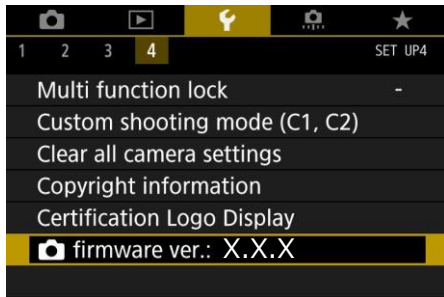 1 2 3 4 SET UP4
Multi function lock -
Custom shooting mode (C1, C2)
Clear all camera settings
Copyright information
Certification Logo Display
firmware ver.: X.X.X